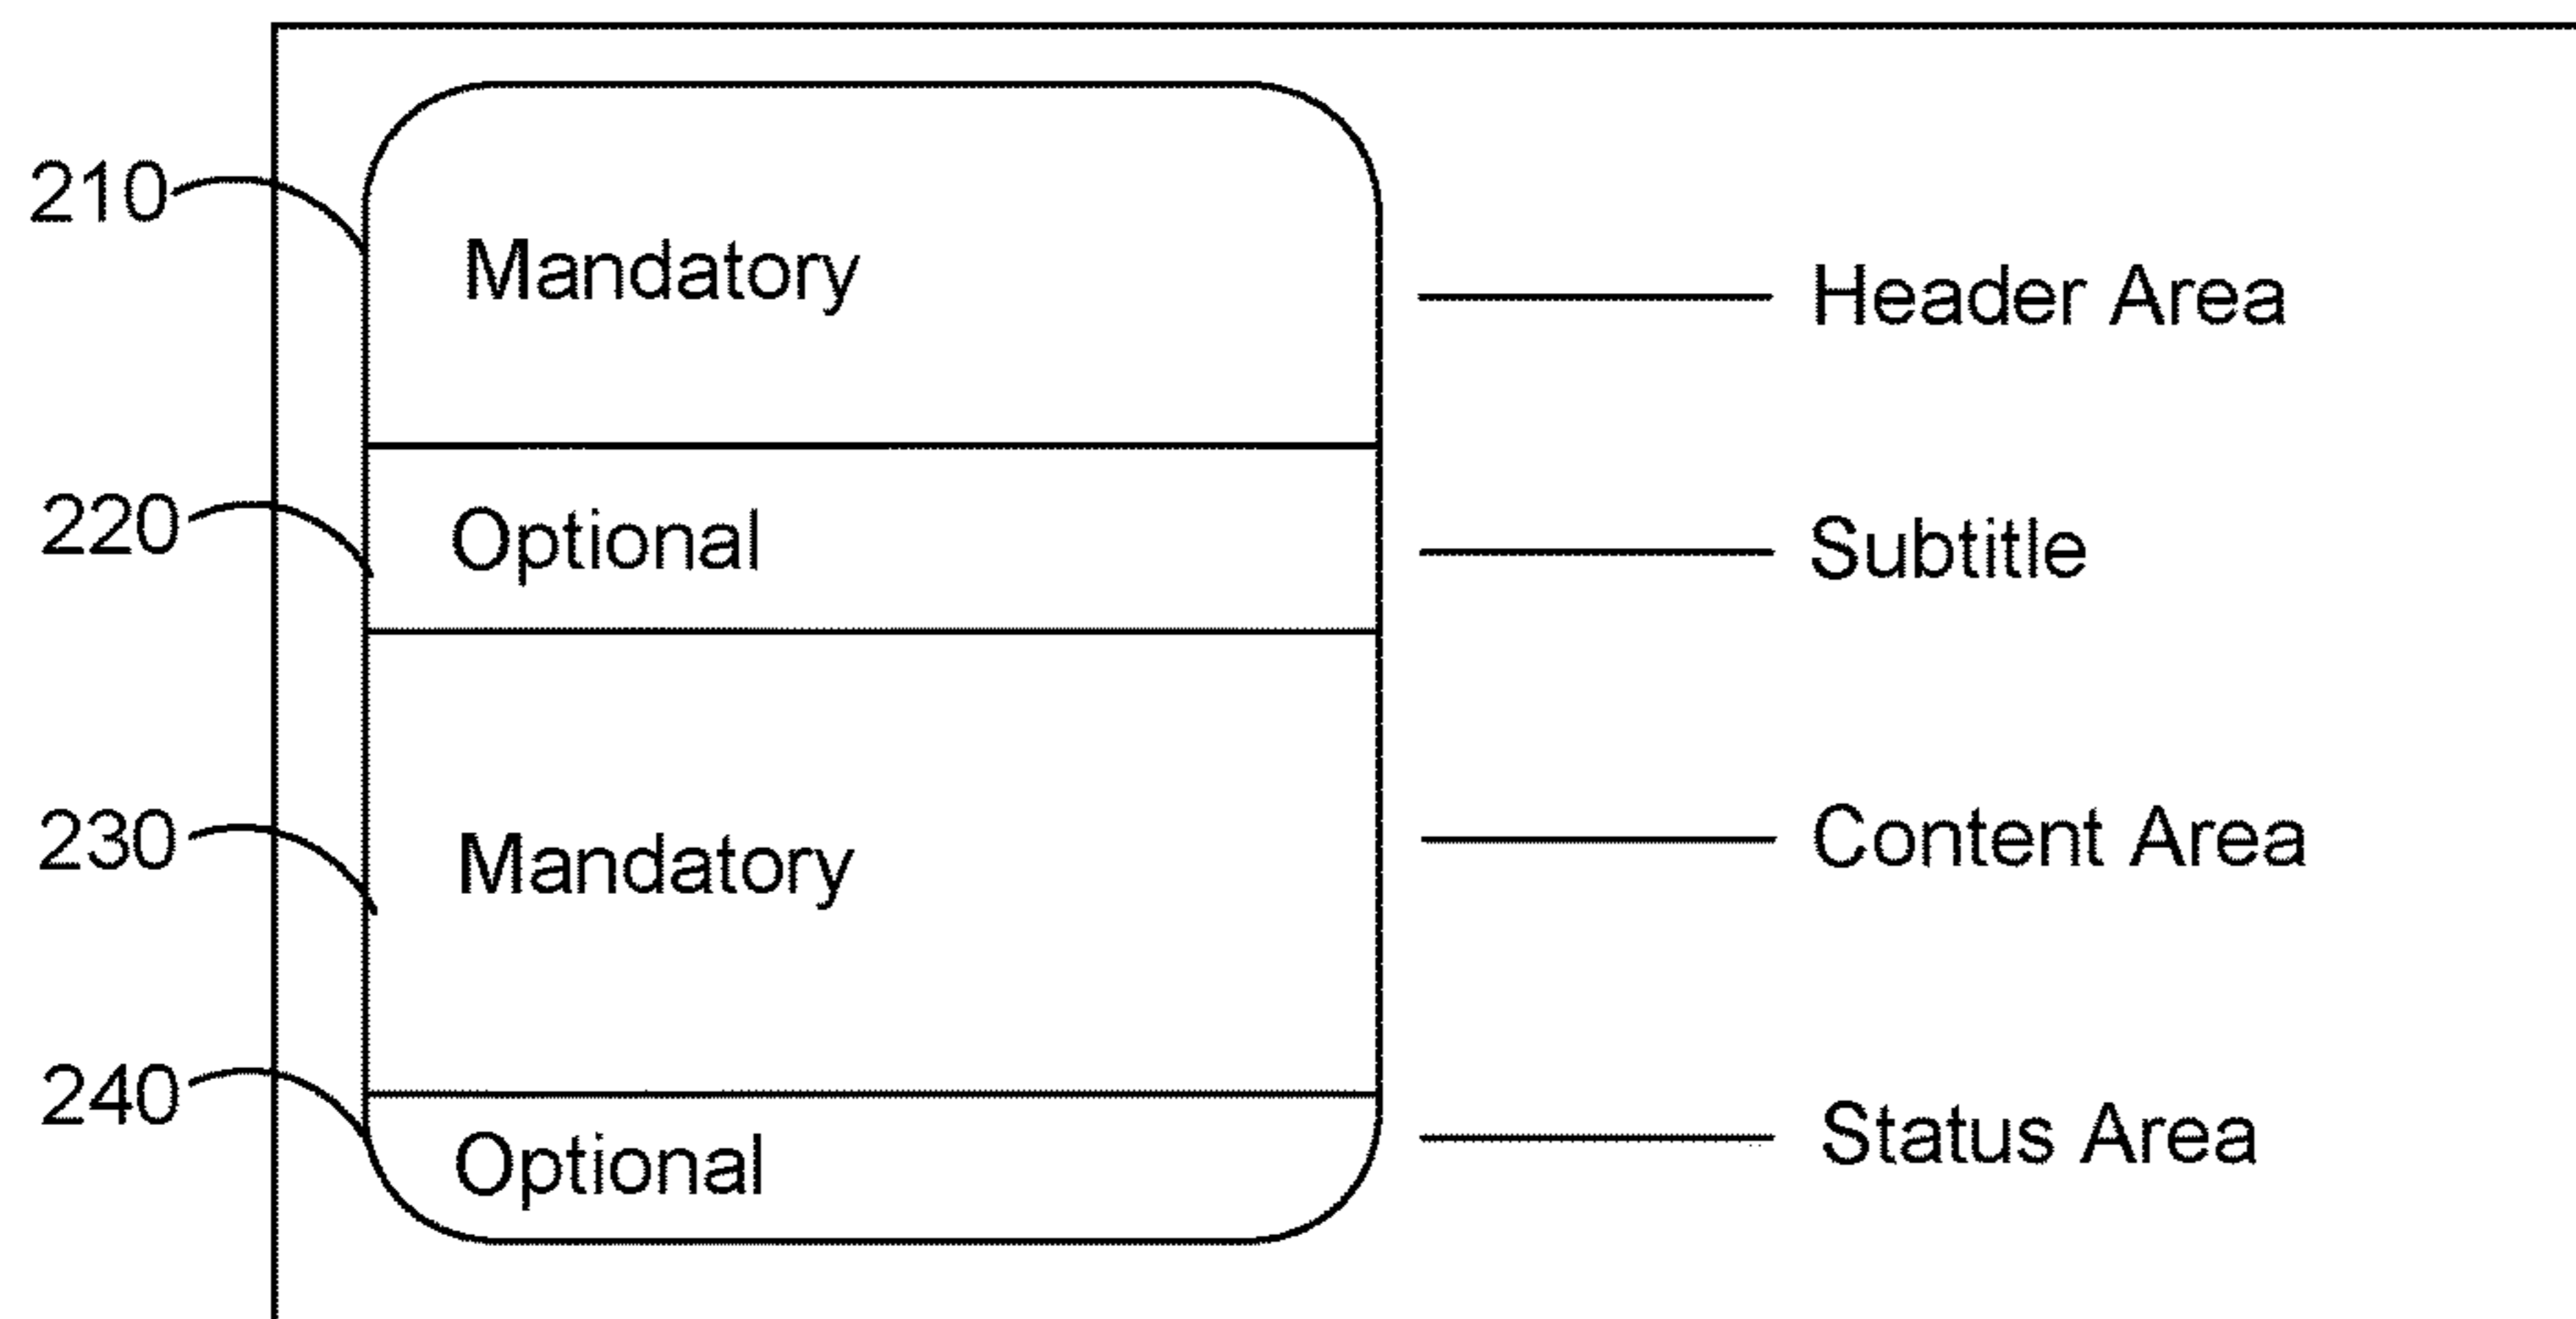 210
Mandatory
Header Area
220
Optional
Subtitle
230
Mandatory
Content Area
240
Optional
Status Area